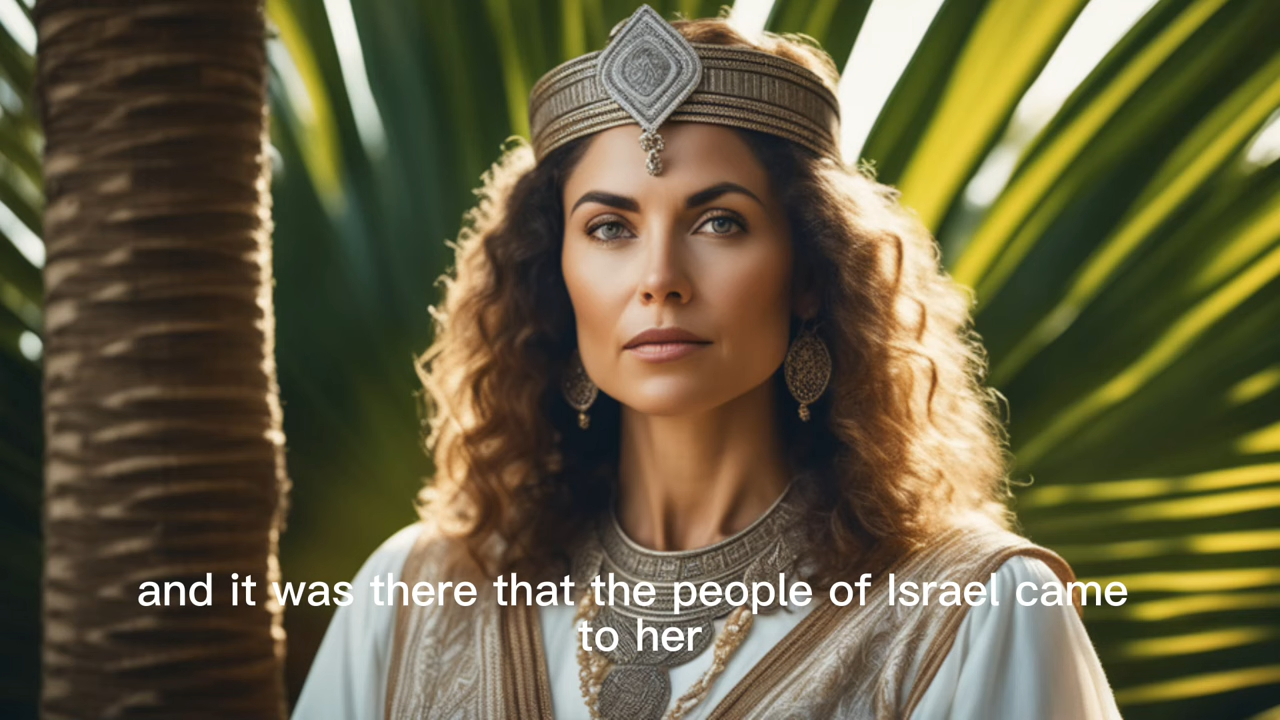 and it was there that the people of Israel came
to her